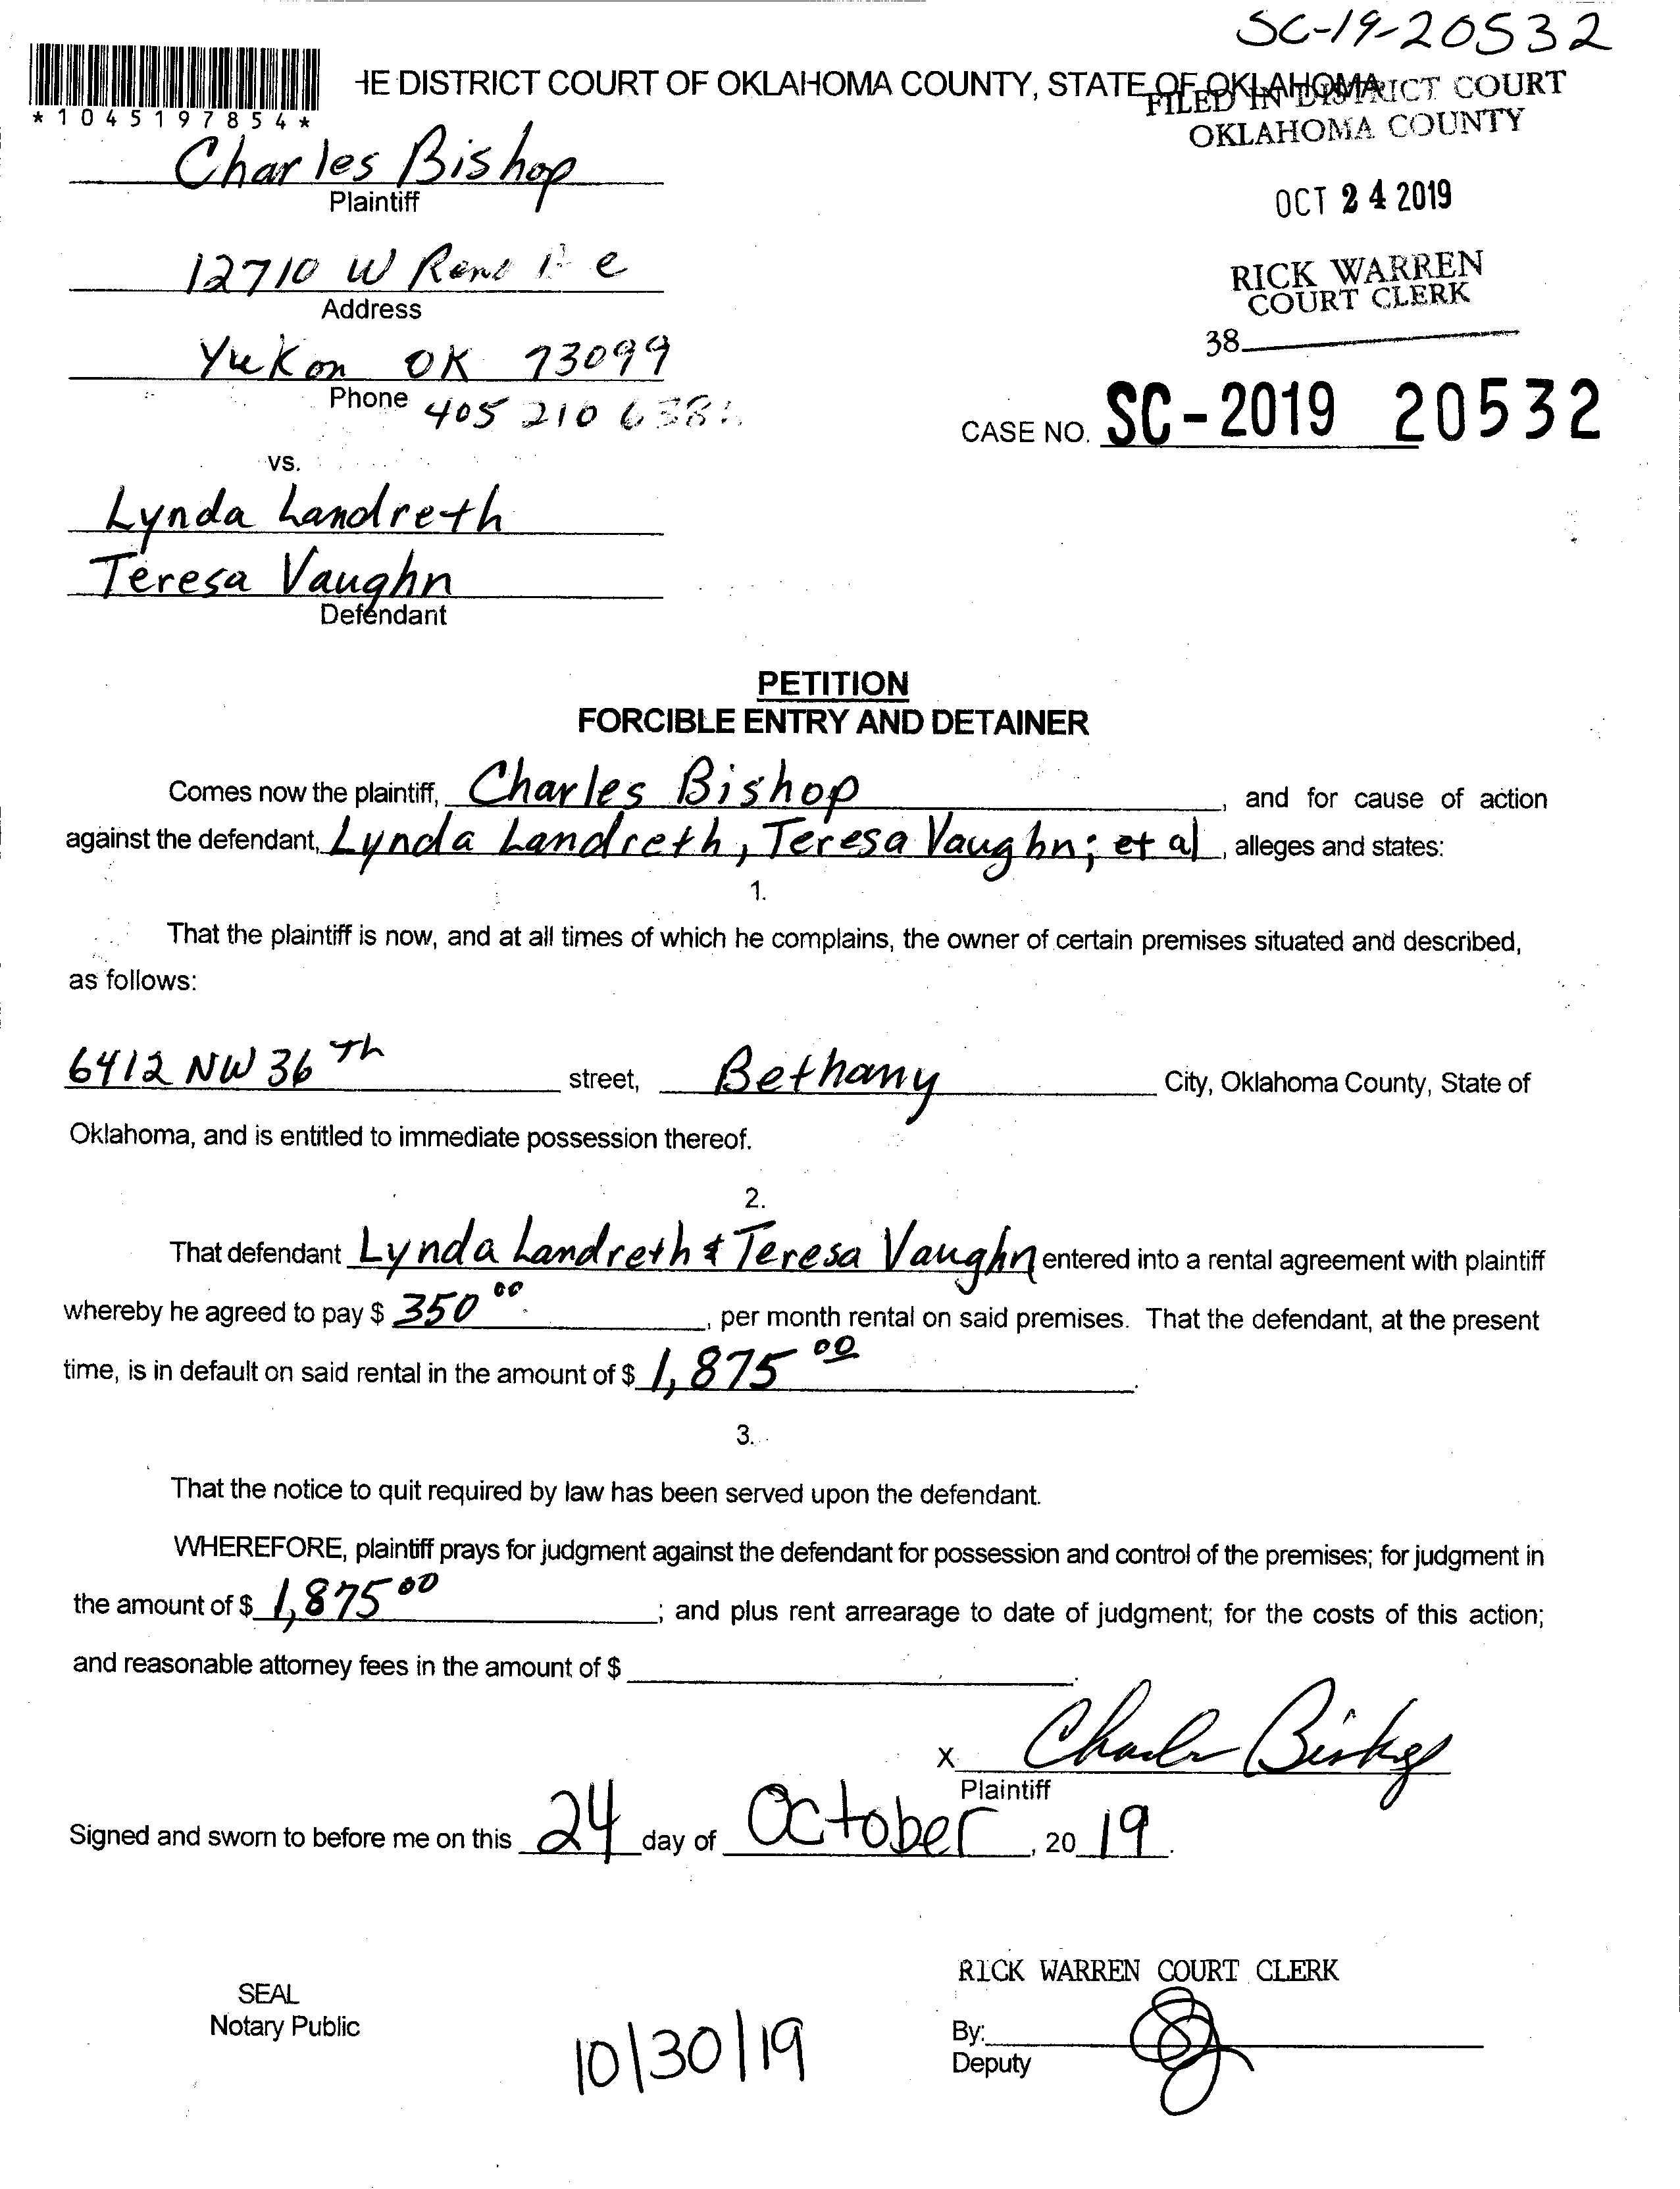 SC-19-20532
*1045197854*
HE DISTRICT COURT OF OKLAHOMA COUNTY, STATE OF OKLAHOMA
FILED IN DISTRICT COURT
OKLAHOMA COUNTY
Charles Bishop
Plaintiff
OCT 24 2019
12710 W Reno
Address
RICK WARREN
COURT CLERK
Yukon OK 73099
38
Phone 405 210
CASE NO. SC-2019 20532
vs.
Lynda Landreth
Teresa Vaughn
Defendant
PETITION
FORCIBLE ENTRY AND DETAINER
Comes now the plaintiff, Charles Bishop, and for cause of action
against the defendant, Lynda Landreth, Teresa Vaughn; et al, alleges and states:
1.
That the plaintiff is now, and at all times of which he complains, the owner of certain premises situated and described,
as follows:
6412 NW 36 Th street, Bethany City, Oklahoma County, State of
Oklahoma, and is entitled to immediate possession thereof.
2.
That defendant Lynda Landreth & Teresa Vaughn entered into a rental agreement with plaintiff
whereby he agreed to pay $ 350 00, per month rental on said premises. That the defendant, at the present
time, is in default on said rental in the amount of $ 1,875 00.
3.
That the notice to quit required by law has been served upon the defendant.
WHEREFORE, plaintiff prays for judgment against the defendant for possession and control of the premises; for judgment in
the amount of $ 1,875 00; and plus rent arrearage to date of judgment; for the costs of this action;
and reasonable attorney fees in the amount of $ .
X Charles Bishop
Plaintiff
Signed and sworn to before me on this 24 day of October, 20 19.
RICK WARREN COURT CLERK
SEAL
Notary Public
10/30/19
By:
Deputy